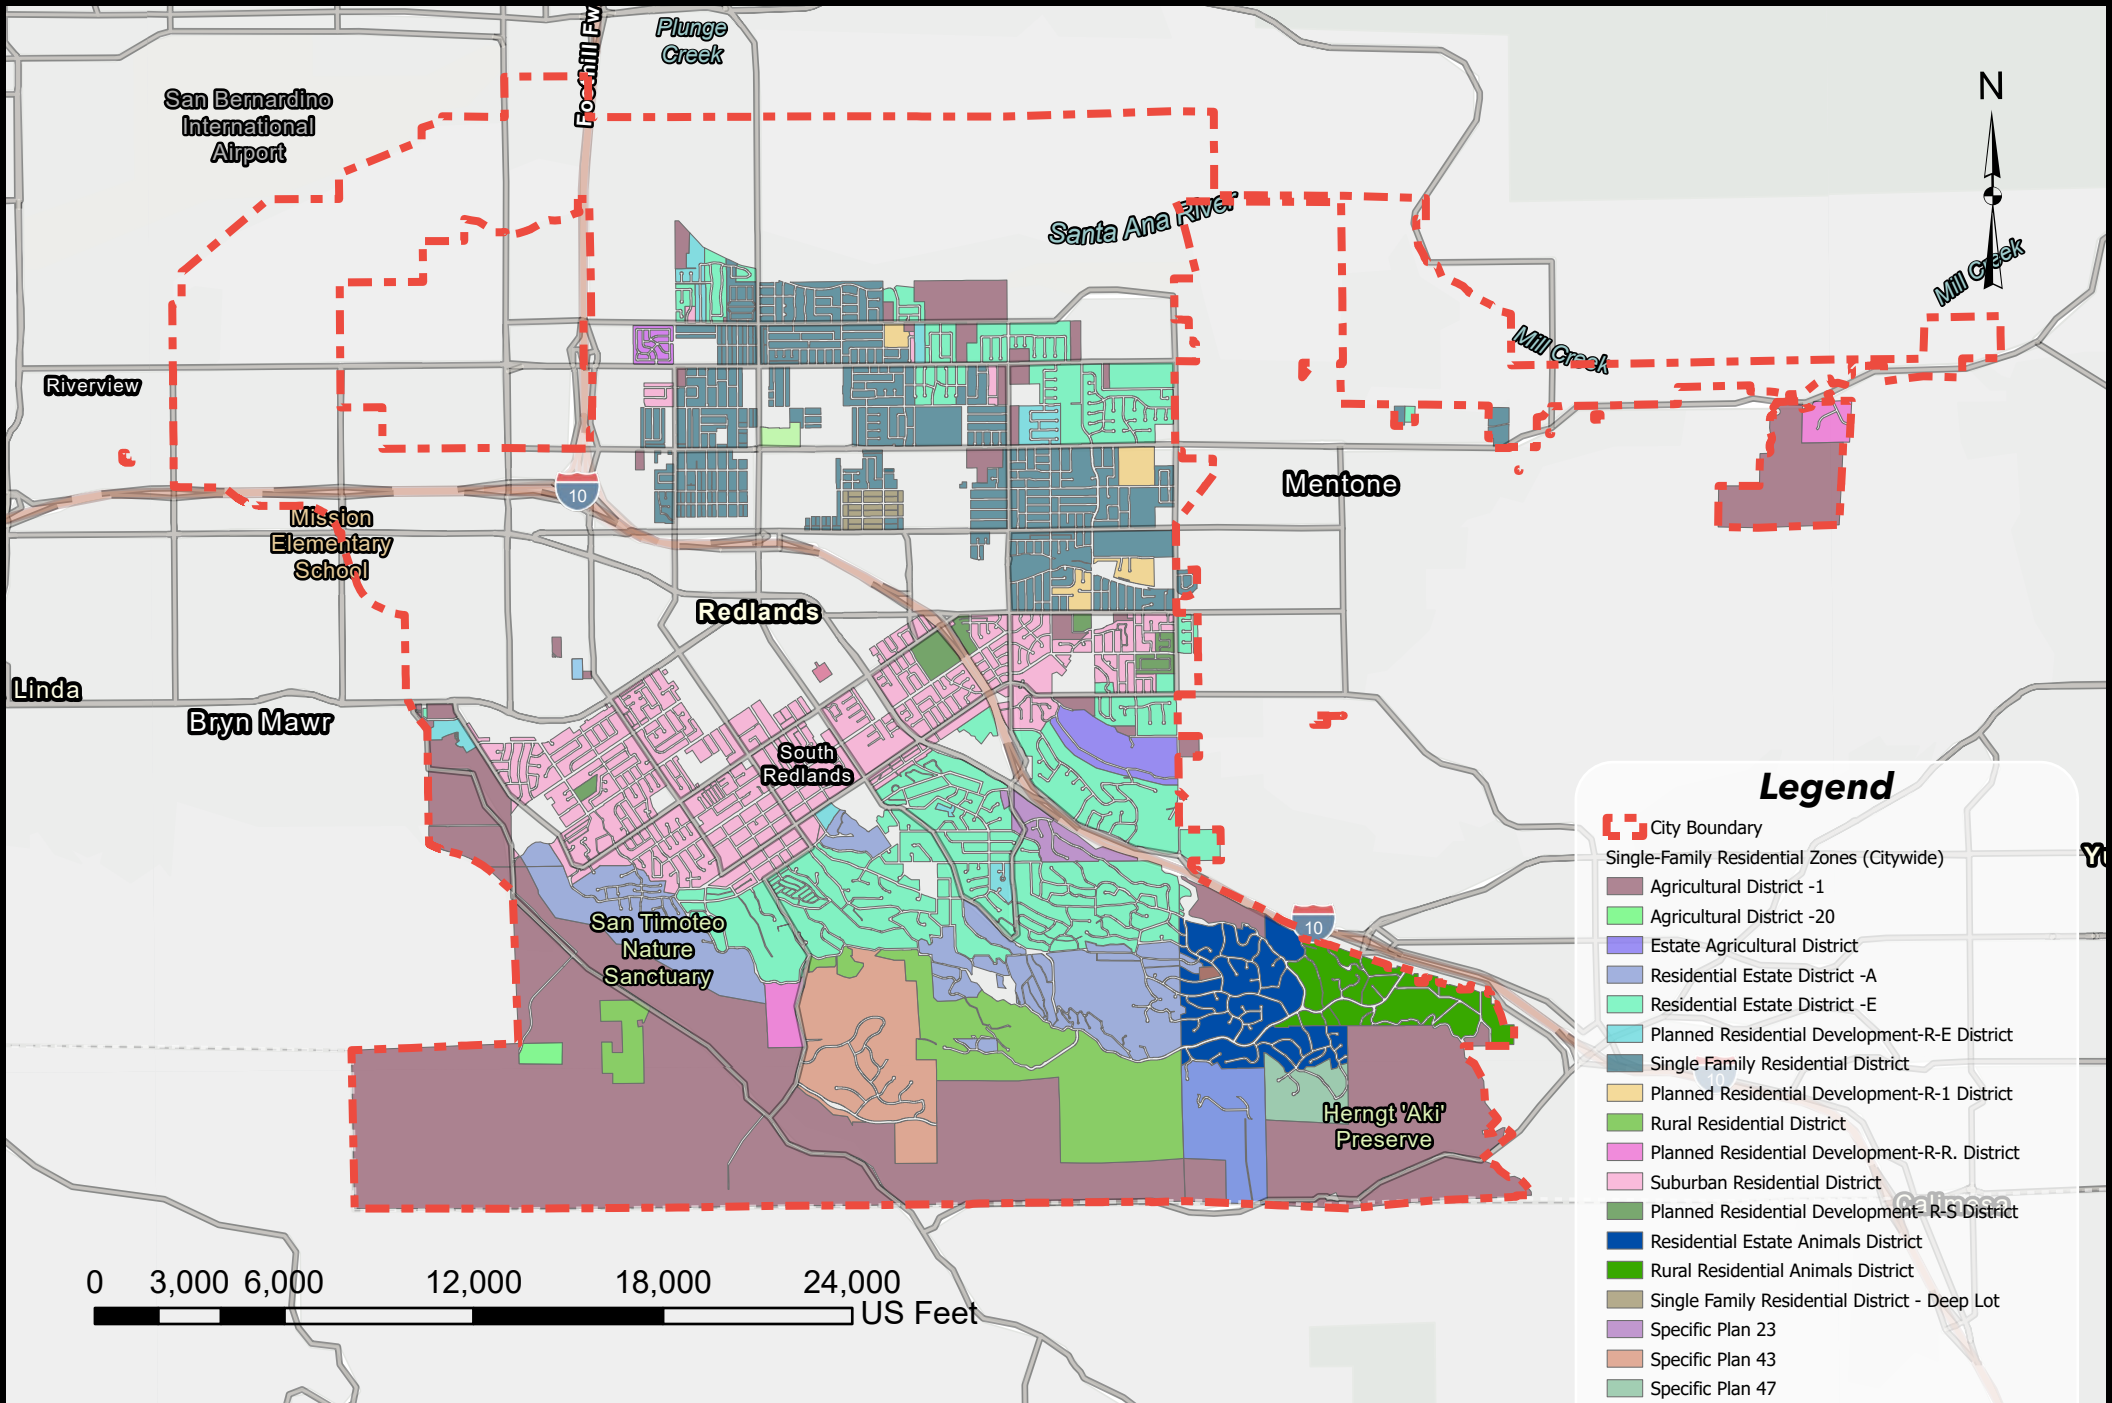 Foothill Fw
Plunge
Creek
San Bernardino
International
Airport
N
Santa Ana River
Mill Creek
Mill Creek
Riverview
10
Mentone
Mission
Elementary
School
Redlands
Linda
Bryn Mawr
South
Redlands
San Timoteo
Nature
Sanctuary
10
10
Herngt 'Aki'
Preserve
Yu
Calimesa
Legend
City Boundary
Single-Family Residential Zones (Citywide)
Agricultural District -1
Agricultural District -20
Estate Agricultural District
Residential Estate District -A
Residential Estate District -E
Planned Residential Development-R-E District
Single Family Residential District
Planned Residential Development-R-1 District
Rural Residential District
Planned Residential Development-R-R. District
Suburban Residential District
Planned Residential Development- R-S District
Residential Estate Animals District
Rural Residential Animals District
Single Family Residential District - Deep Lot
Specific Plan 23
Specific Plan 43
Specific Plan 47
0 3,000 6,000 12,000 18,000 24,000
US Feet